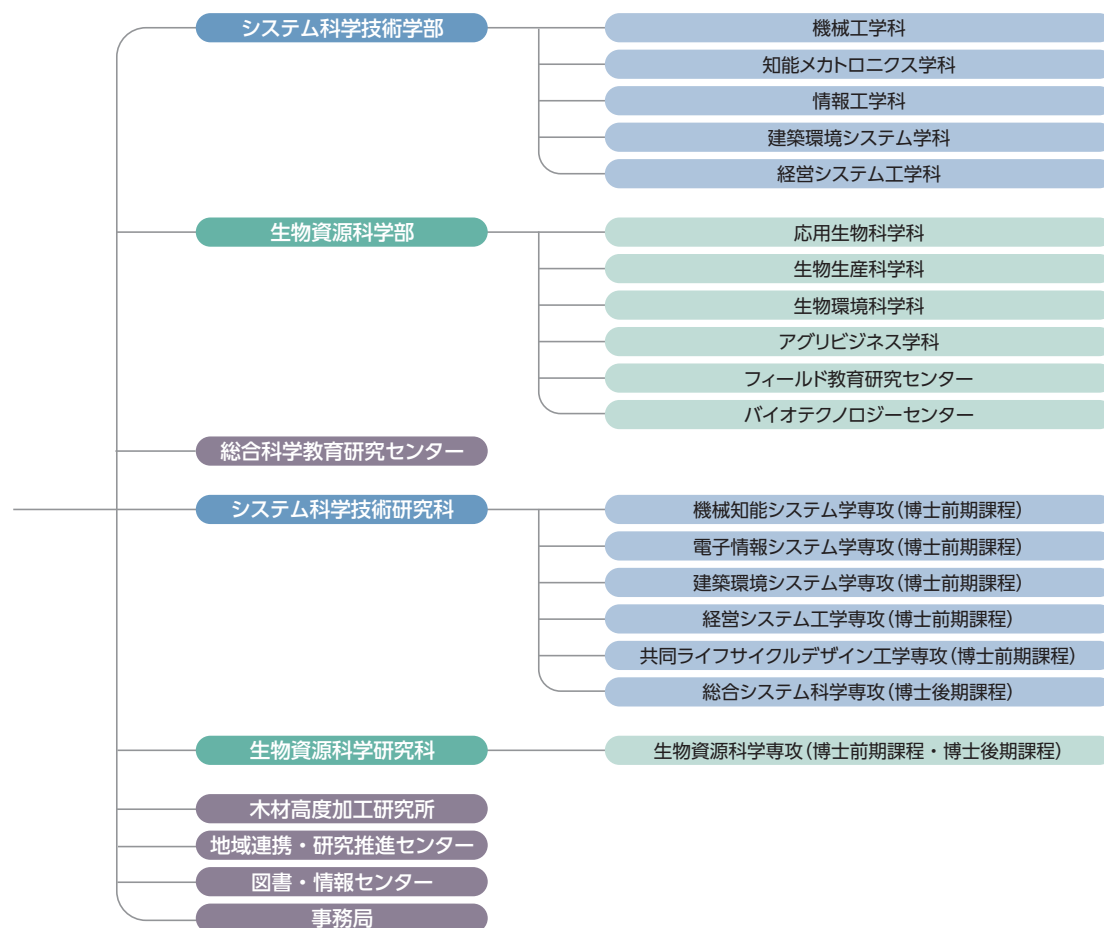 システム科学技術学部
機械工学科
知能メカトロニクス学科
情報工学科
建築環境システム学科
経営システム工学科
生物資源科学部
応用生物科学科
生物生産科学科
生物環境科学科
アグリビジネス学科
フィールド教育研究センター
バイオテクノロジーセンター
総合科学教育研究センター
システム科学技術研究科
機械知能システム学専攻(博士前期課程)
電子情報システム学専攻(博士前期課程)
建築環境システム学専攻(博士前期課程)
経営システム工学専攻(博士前期課程)
共同ライフサイクルデザイン工学専攻(博士前期課程)
総合システム科学専攻(博士後期課程)
生物資源科学研究科
生物資源科学専攻(博士前期課程・博士後期課程)
木材高度加工研究所
地域連携・研究推進センター
図書・情報センター
事務局